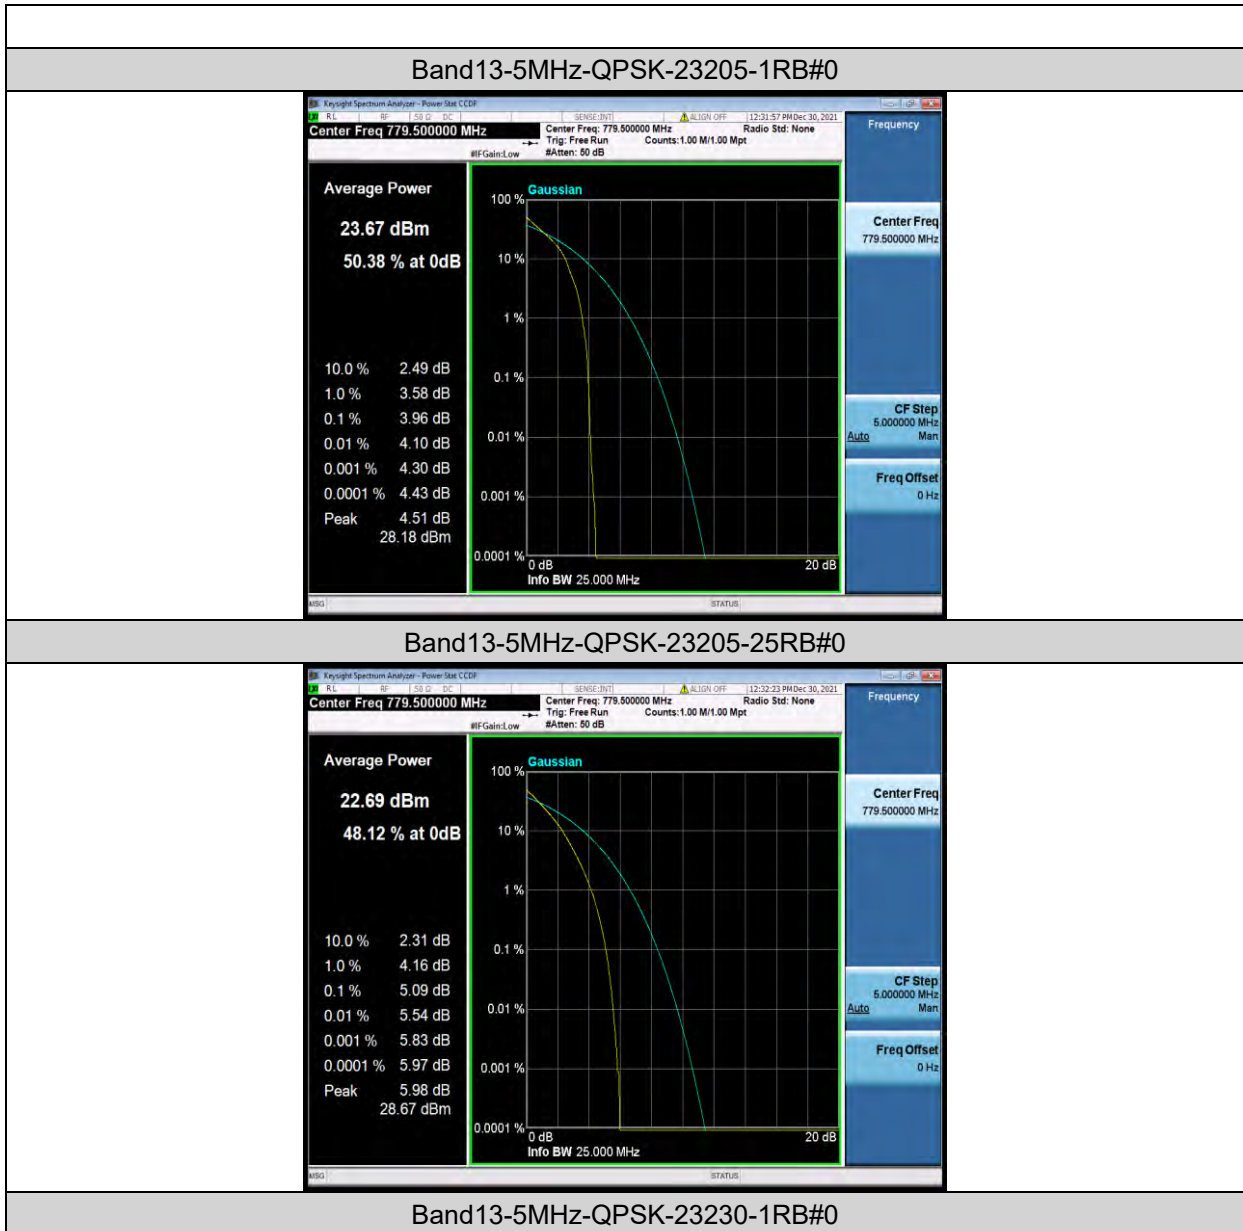 Band13-5MHz-QPSK-23205-1RB#0
Keysight Spectrum Analyzer - Power Stat CCDF
RL RF 50 Ω DC SENSE:INT ALIGN OFF 12:31:57 PM Dec 30, 2021
Center Freq 779.500000 MHz
Center Freq: 779.500000 MHz Radio Std: None
Trig: Free Run Counts:1.00 M/1.00 Mpt
#IFGain:Low #Atten: 50 dB
Frequency
Average Power
23.67 dBm
50.38 % at 0dB
10.0 % 2.49 dB
1.0 % 3.58 dB
0.1 % 3.96 dB
0.01 % 4.10 dB
0.001 % 4.30 dB
0.0001 % 4.43 dB
Peak 4.51 dB
28.18 dBm
Gaussian
100 %
10 %
1 %
0.1 %
0.01 %
0.001 %
0.0001 %
0 dB 20 dB
Info BW 25.000 MHz
Center Freq
779.500000 MHz
CF Step
5.000000 MHz
Auto Man
Freq Offset
0 Hz
MSG STATUS
Band13-5MHz-QPSK-23205-25RB#0
Keysight Spectrum Analyzer - Power Stat CCDF
RL RF 50 Ω DC SENSE:INT ALIGN OFF 12:32:23 PM Dec 30, 2021
Center Freq 779.500000 MHz
Center Freq: 779.500000 MHz Radio Std: None
Trig: Free Run Counts:1.00 M/1.00 Mpt
#IFGain:Low #Atten: 50 dB
Frequency
Average Power
22.69 dBm
48.12 % at 0dB
10.0 % 2.31 dB
1.0 % 4.16 dB
0.1 % 5.09 dB
0.01 % 5.54 dB
0.001 % 5.83 dB
0.0001 % 5.97 dB
Peak 5.98 dB
28.67 dBm
Gaussian
100 %
10 %
1 %
0.1 %
0.01 %
0.001 %
0.0001 %
0 dB 20 dB
Info BW 25.000 MHz
Center Freq
779.500000 MHz
CF Step
5.000000 MHz
Auto Man
Freq Offset
0 Hz
MSG STATUS
Band13-5MHz-QPSK-23230-1RB#0